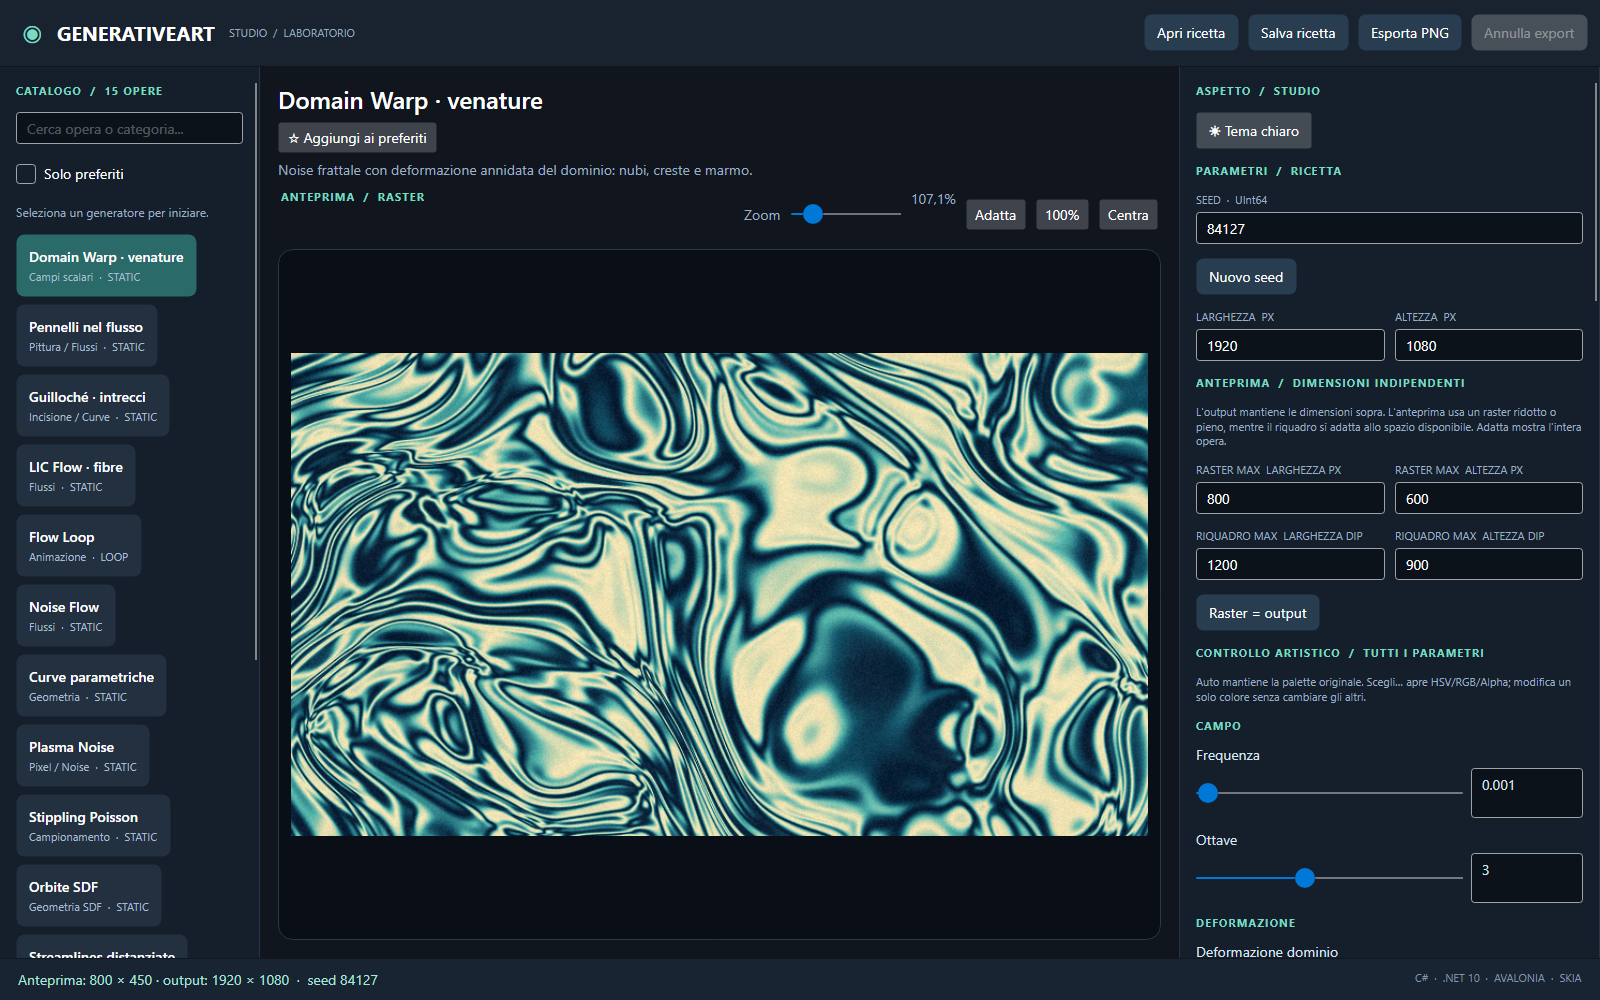 GENERATIVEART
STUDIO / LABORATORIO
Apri ricetta
Salva ricetta
Esporta PNG
Annulla export
CATALOGO / 15 OPERE
Cerca opera o categoria...
Solo preferiti
Seleziona un generatore per iniziare.
Domain Warp · venature
Campi scalari · STATIC
Pennelli nel flusso
Pittura / Flussi · STATIC
Guilloché · intrecci
Incisione / Curve · STATIC
LIC Flow · fibre
Flussi · STATIC
Flow Loop
Animazione · LOOP
Noise Flow
Flussi · STATIC
Curve parametriche
Geometria · STATIC
Plasma Noise
Pixel / Noise · STATIC
Stippling Poisson
Campionamento · STATIC
Orbite SDF
Geometria SDF · STATIC
Streamlines distanziate
Domain Warp · venature
☆ Aggiungi ai preferiti
Noise frattale con deformazione annidata del dominio: nubi, creste e marmo.
ANTEPRIMA / RASTER
Zoom
107,1%
Adatta
100%
Centra
ASPETTO / STUDIO
☀ Tema chiaro
PARAMETRI / RICETTA
SEED · UInt64
84127
Nuovo seed
LARGHEZZA PX
ALTEZZA PX
1920
1080
ANTEPRIMA / DIMENSIONI INDIPENDENTI
L'output mantiene le dimensioni sopra. L'anteprima usa un raster ridotto o
pieno, mentre il riquadro si adatta allo spazio disponibile. Adatta mostra l'intera
opera.
RASTER MAX LARGHEZZA PX
RASTER MAX ALTEZZA PX
800
600
RIQUADRO MAX LARGHEZZA DIP
RIQUADRO MAX ALTEZZA DIP
1200
900
Raster = output
CONTROLLO ARTISTICO / TUTTI I PARAMETRI
Auto mantiene la palette originale. Scegli... apre HSV/RGB/Alpha; modifica un
solo colore senza cambiare gli altri.
CAMPO
Frequenza
0.001
Ottave
3
DEFORMAZIONE
Deformazione dominio
Anteprima: 800 × 450 · output: 1920 × 1080 · seed 84127
C# · .NET 10 · AVALONIA · SKIA